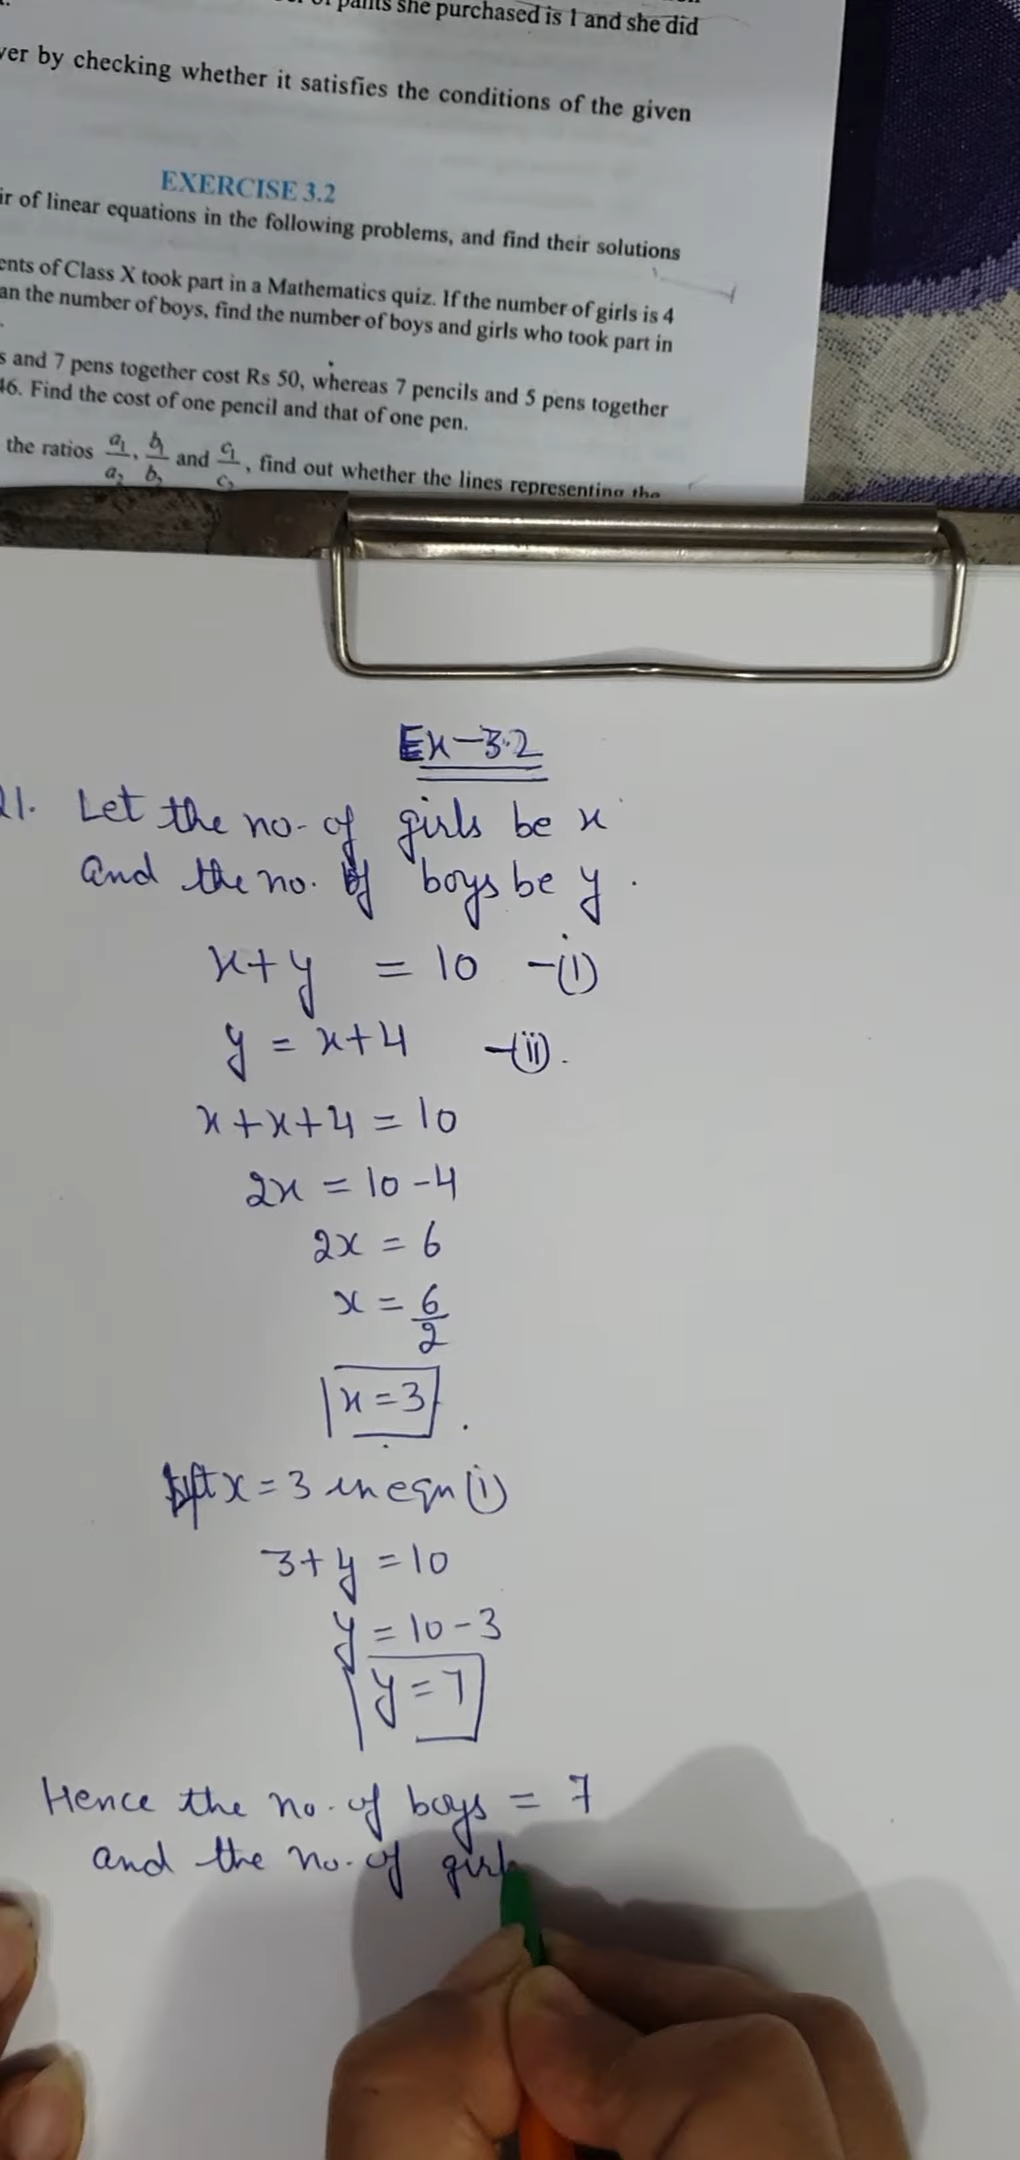 pants she purchased is 1 and she did
by checking whether it satisfies the conditions of the given
EXERCISE 3.2
of linear equations in the following problems, and find their solutions
of Class X took part in a Mathematics quiz. If the number of girls is 4
the number of boys, find the number of boys and girls who took part in
and 7 pens together cost Rs 50, whereas 7 pencils and 5 pens together
46. Find the cost of one pencil and that of one pen.
the ratios a1/a2, b1/b2 and c1/c2, find out whether the lines representing the
Ex-3.2
1. Let the no. of girls be x
and the no. of boys be y.
x+y = 10 -(i)
y = x+4 -(ii).
x+x+4 = 10
2x = 10-4
2x = 6
x = 6/2
x=3.
x=3 in eqn (i)
3+y =10
y = 10-3
y=7
Hence the no. of boys = 7
and the no. of girl